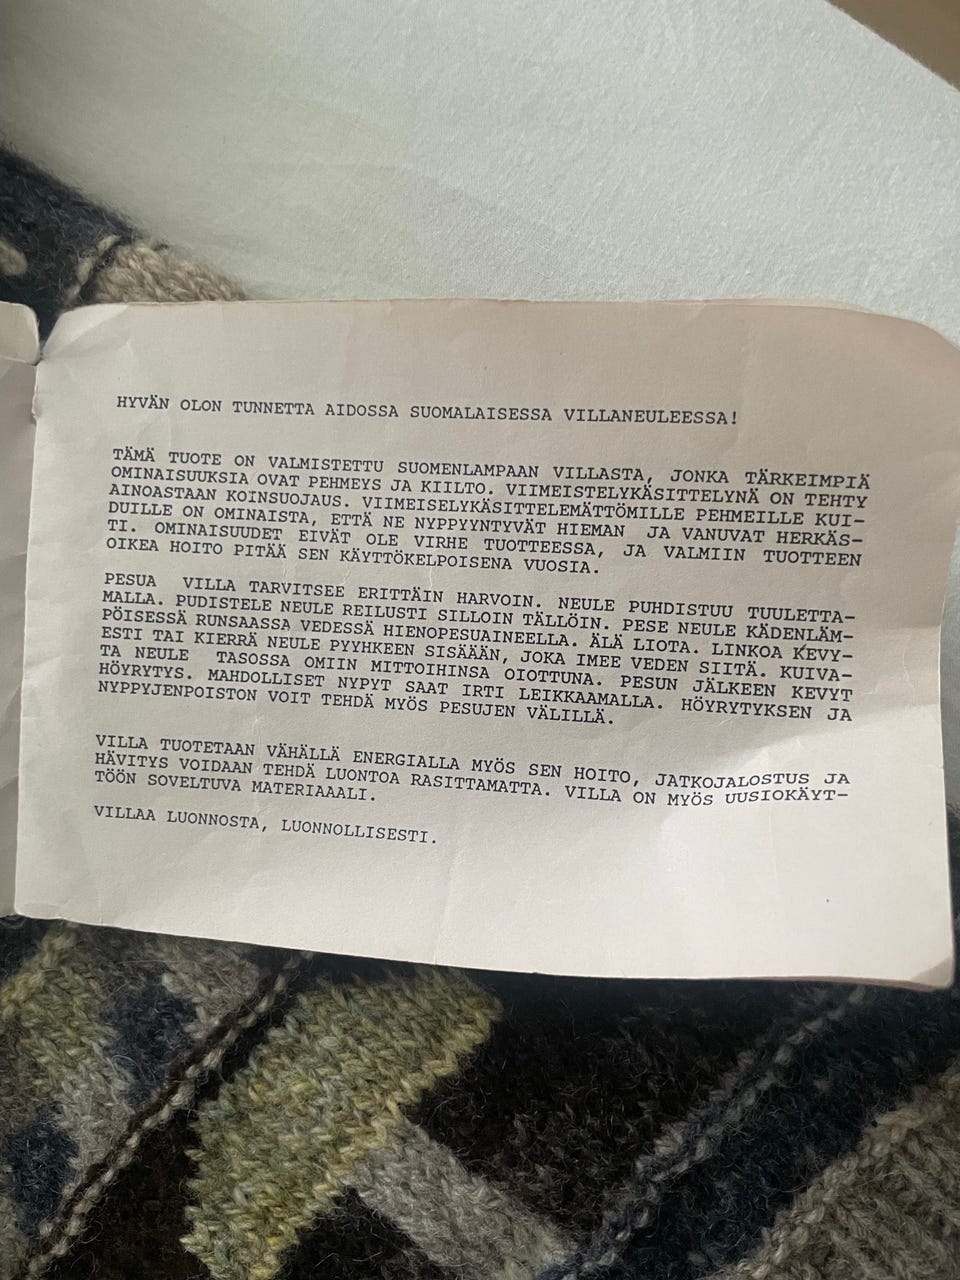 HYVÄN OLON TUNNETTA AIDOSSA SUOMALAISESSA VILLANEULEESSA!
TÄMÄ TUOTE ON VALMISTETTU SUOMENLAMPAAN VILLASTA, JONKA TÄRKEIMPIÄ
OMINAISUUKSIA OVAT PEHMEYS JA KIILTO. VIIMEISTELYKÄSITTELYNÄ ON TEHTY
AINOASTAAN KOINSUOJAUS. VIIMEISELYKÄSITTELEMÄTTÖMILLE PEHMEILLE KUI-
DUILLE ON OMINAISTA, ETTÄ NE NYPPYYNTYVÄT HIEMAN JA VANUVAT HERKÄS-
TI. OMINAISUUDET EIVÄT OLE VIRHE TUOTTEESSA, JA VALMIIN TUOTTEEN
OIKEA HOITO PITÄÄ SEN KÄYTTÖKELPOISENA VUOSIA.
PESUA VILLA TARVITSEE ERITTÄIN HARVOIN. NEULE PUHDISTUU TUULETTA-
MALLA. PUDISTELE NEULE REILUSTI SILLOIN TÄLLÖIN. PESE NEULE KÄDENLÄM-
PÖISESSÄ RUNSAASSA VEDESSÄ HIENOPESUAINEELLA. ÄLÄ LIOTA. LINKOA KEVY-
ESTI TAI KIERRÄ NEULE PYYHKEEN SISÄÄÄN, JOKA IMEE VEDEN SIITÄ. KUIVA-
TA NEULE TASOSSA OMIIN MITTOIHINSA OIOTTUNA. PESUN JÄLKEEN KEVYT
HÖYRYTYS. MAHDOLLISET NYPYT SAAT IRTI LEIKKAAMALLA. HÖYRYTYKSEN JA
NYPPYJENPOISTON VOIT TEHDÄ MYÖS PESUJEN VÄLILLÄ.
VILLA TUOTETAAN VÄHÄLLÄ ENERGIALLA MYÖS SEN HOITO, JATKOJALOSTUS JA
HÄVITYS VOIDAAN TEHDÄ LUONTOA RASITTAMATTA. VILLA ON MYÖS UUSIOKÄYT-
TÖÖN SOVELTUVA MATERIAAALI.
VILLAA LUONNOSTA, LUONNOLLISESTI.